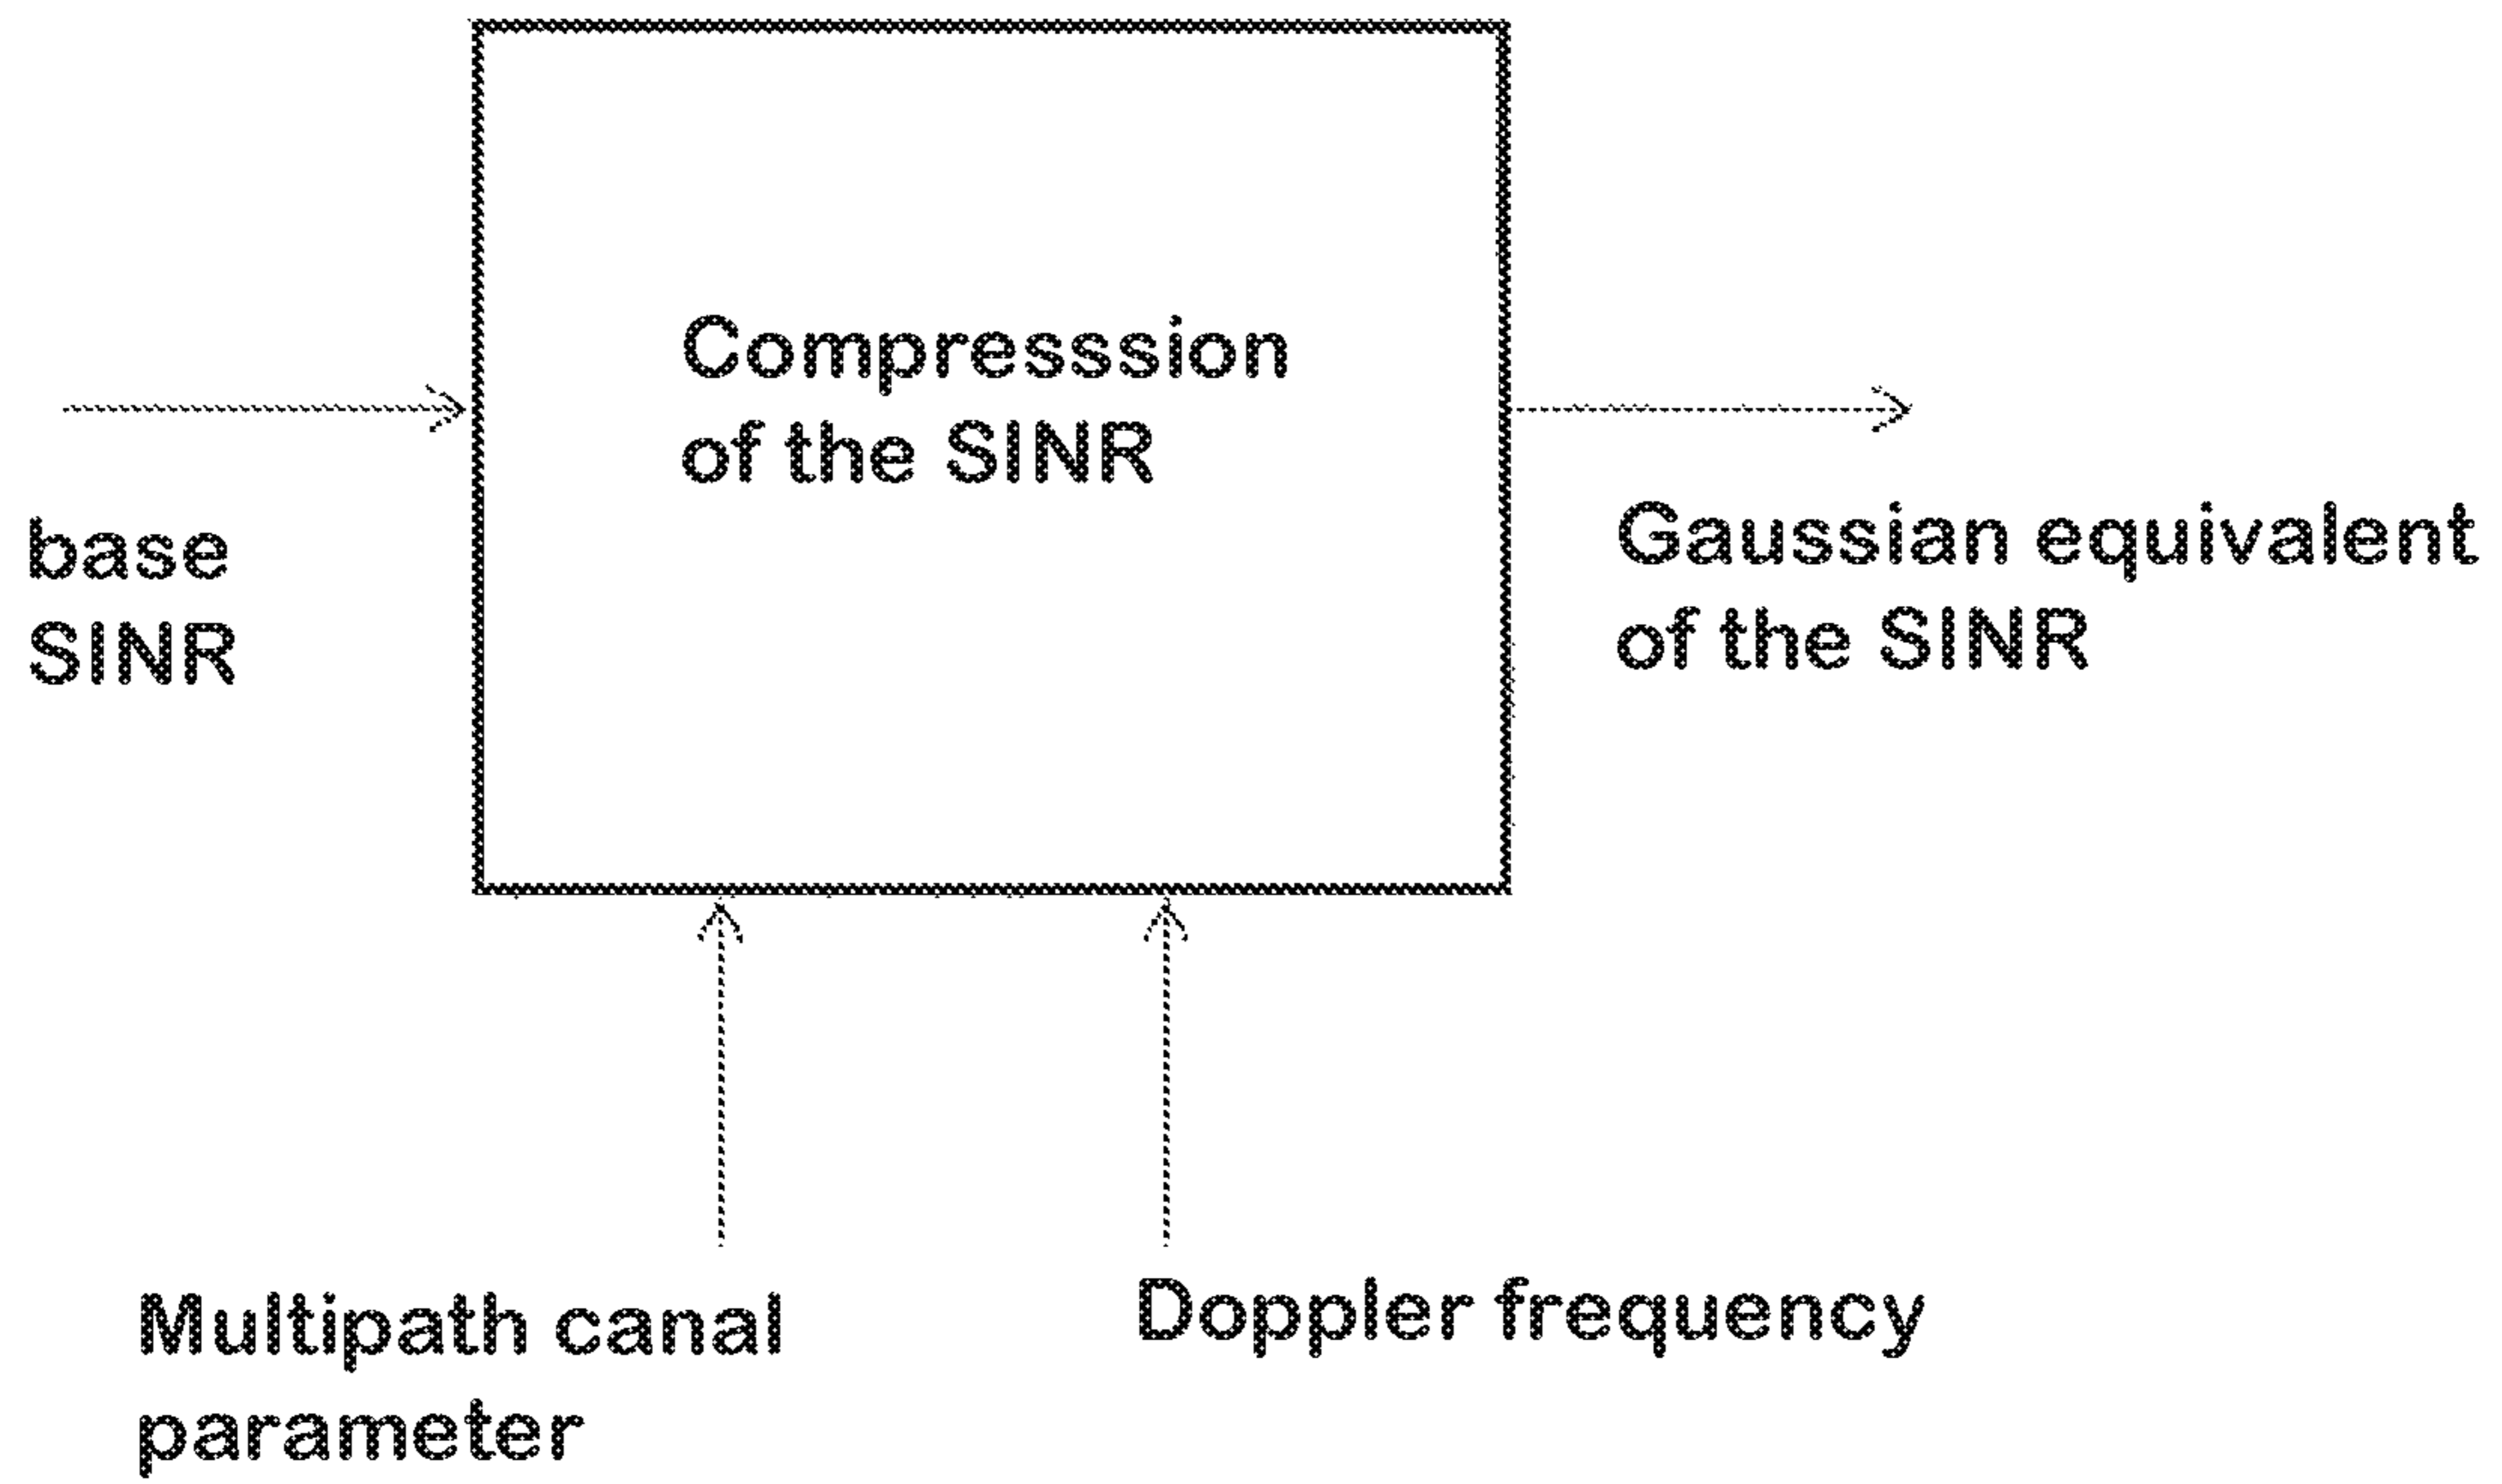 Compresssion
of the SINR
base
SINR
Gaussian equivalent
of the SINR
Multipath canal
parameter
Doppler frequency